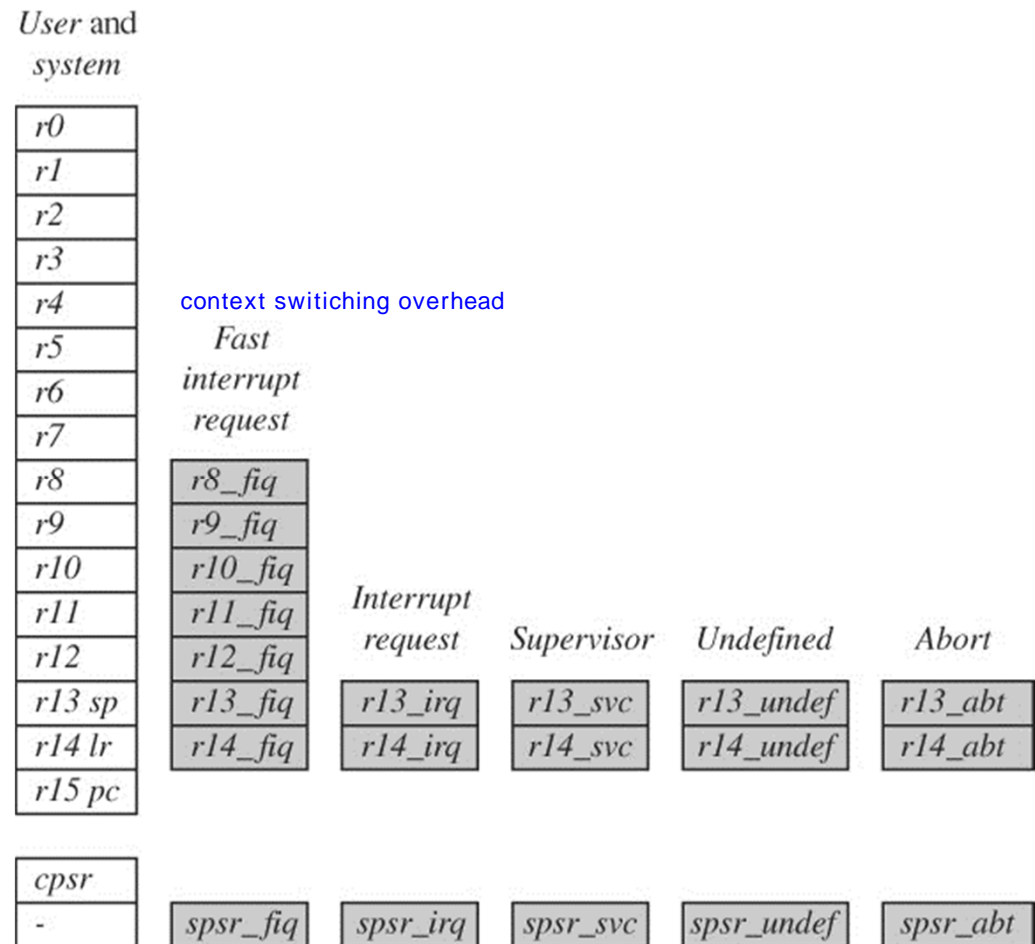 User and
system
r0
r1
r2
r3
r4
r5
r6
r7
r8
r9
r10
r11
r12
r13 sp
r14 lr
r15 pc
cpsr
-
context switiching overhead
Fast
interrupt
request
r8_fiq
r9_fiq
r10_fiq
r11_fiq
r12_fiq
r13_fiq
r14_fiq
spsr_fiq
Interrupt
request
r13_irq
r14_irq
spsr_irq
Supervisor
r13_svc
r14_svc
spsr_svc
Undefined
r13_undef
r14_undef
spsr_undef
Abort
r13_abt
r14_abt
spsr_abt